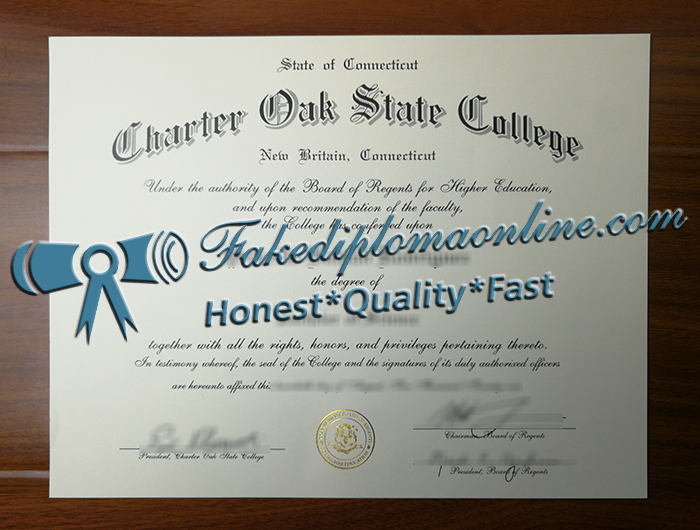 State of Connecticut
Charter Oak State College
New Britain, Connecticut
Under the authority of the Board of Regents for Higher Education,
and upon recommendation of the faculty,
the College has conferred upon
Fakediplomaonline.com
the degree of
Honest*Quality*Fast
together with all the rights, honors, and privileges pertaining thereto.
In testimony whereof, the seal of the College and the signatures of its duly authorized officers
are hereunto affixed this
Chairman, Board of Regents
President, Charter Oak State College
President, Board of Regents